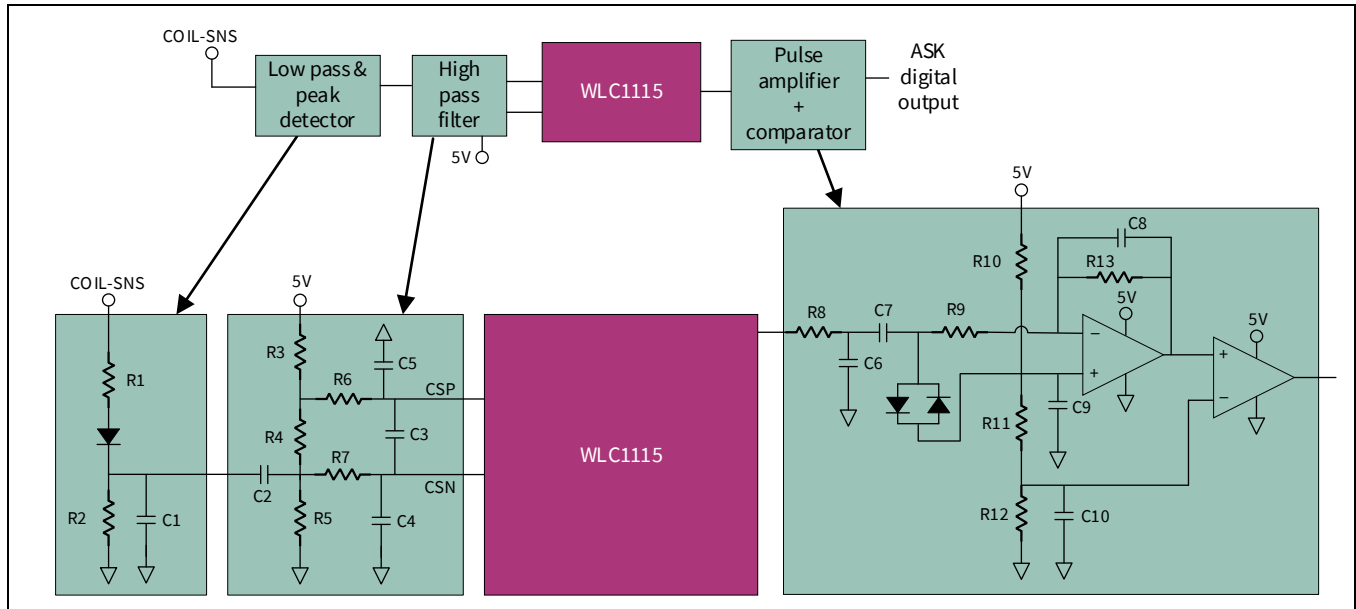 COIL-SNS
Low pass &
peak
detector
High
pass
filter
5V
WLC1115
Pulse
amplifier
+
comparator
ASK
digital
output
COIL-SNS
R1
R2
C1
5V
R3
R4
R5
R6
R7
C2
C3
C4
C5
CSP
CSN
WLC1115
5V
R8
C6
C7
R9
R10
R11
R12
C8
R13
C9
C10
5V
−
+
5V
+
−